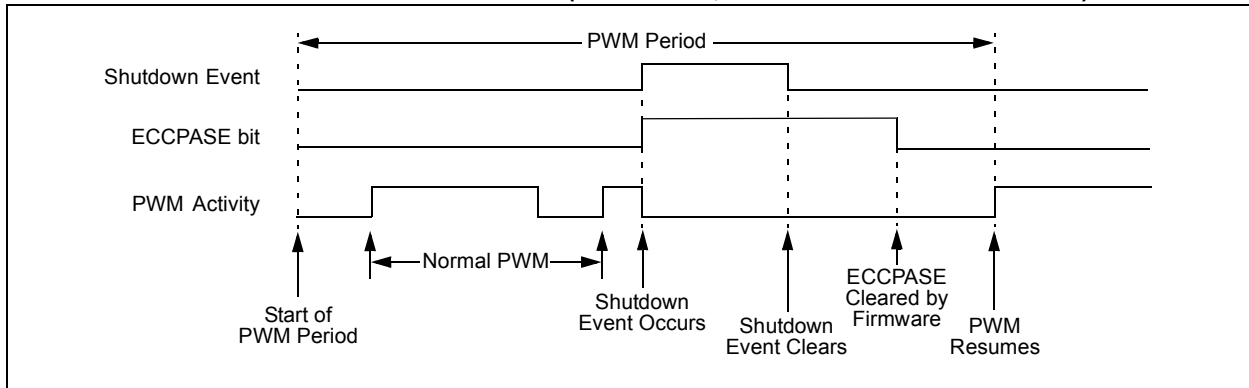 PWM Period
Shutdown Event
ECCPASE bit
PWM Activity
Normal PWM
Start of
PWM Period
Shutdown
Event Occurs
Shutdown
Event Clears
ECCPASE
Cleared by
Firmware
PWM
Resumes